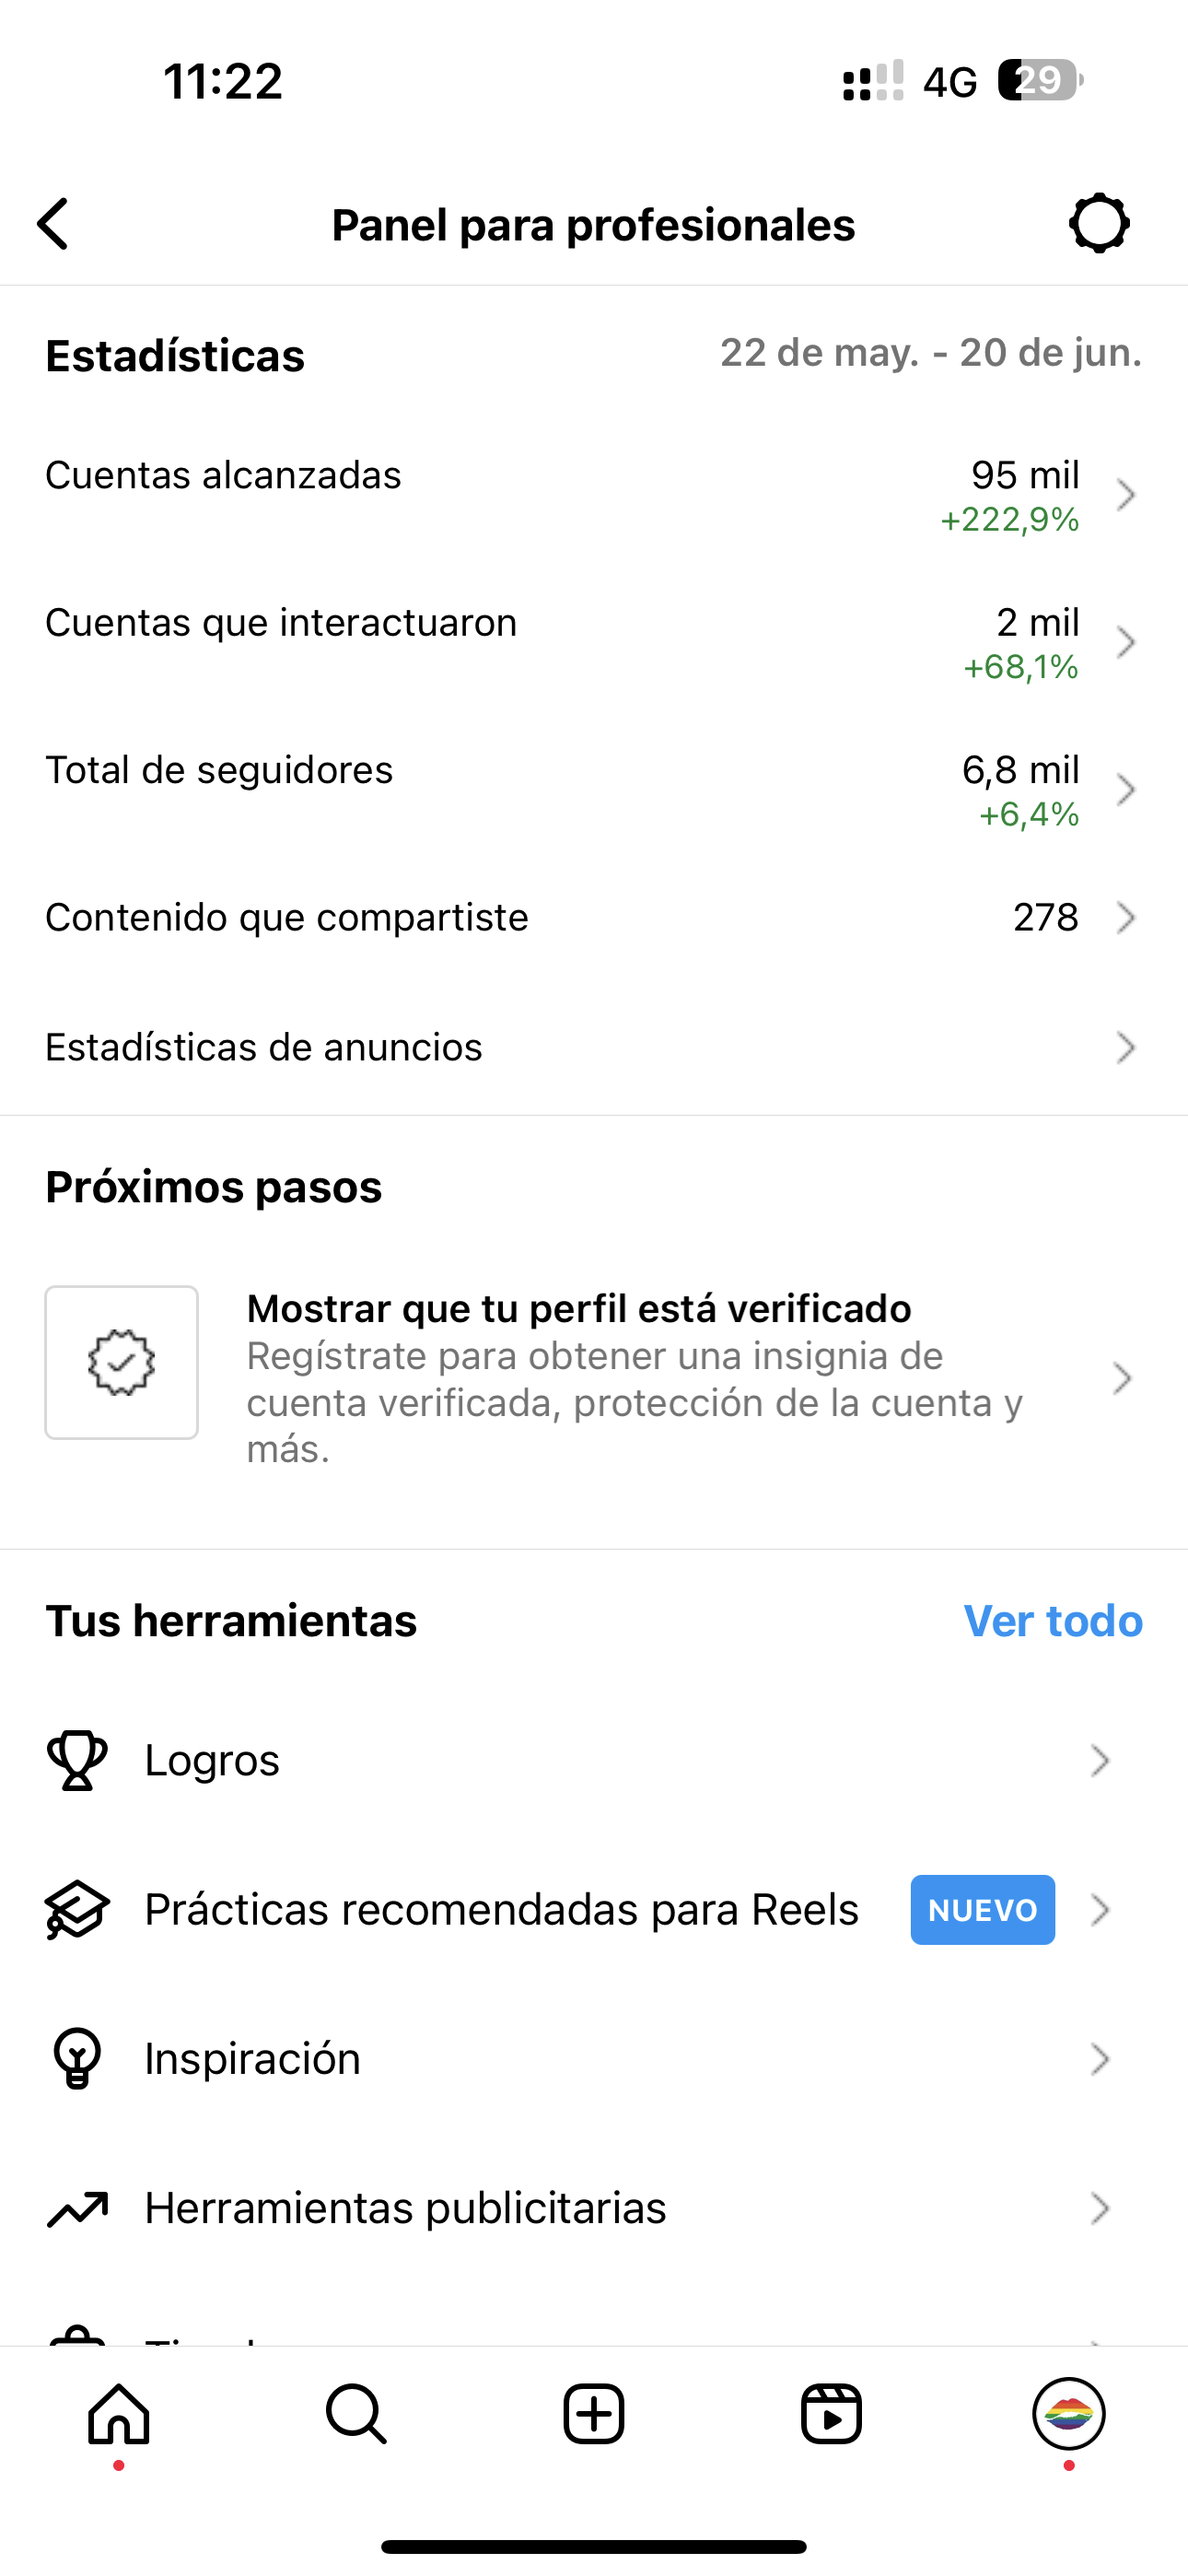 11:22
4G
29
Panel para profesionales
Estadísticas
22 de may. - 20 de jun.
Cuentas alcanzadas
95 mil
+222,9%
Cuentas que interactuaron
2 mil
+68,1%
Total de seguidores
6,8 mil
+6,4%
Contenido que compartiste
278
Estadísticas de anuncios
Próximos pasos
Mostrar que tu perfil está verificado
Regístrate para obtener una insignia de
cuenta verificada, protección de la cuenta y
más.
Tus herramientas
Ver todo
Logros
Prácticas recomendadas para Reels
NUEVO
Inspiración
Herramientas publicitarias